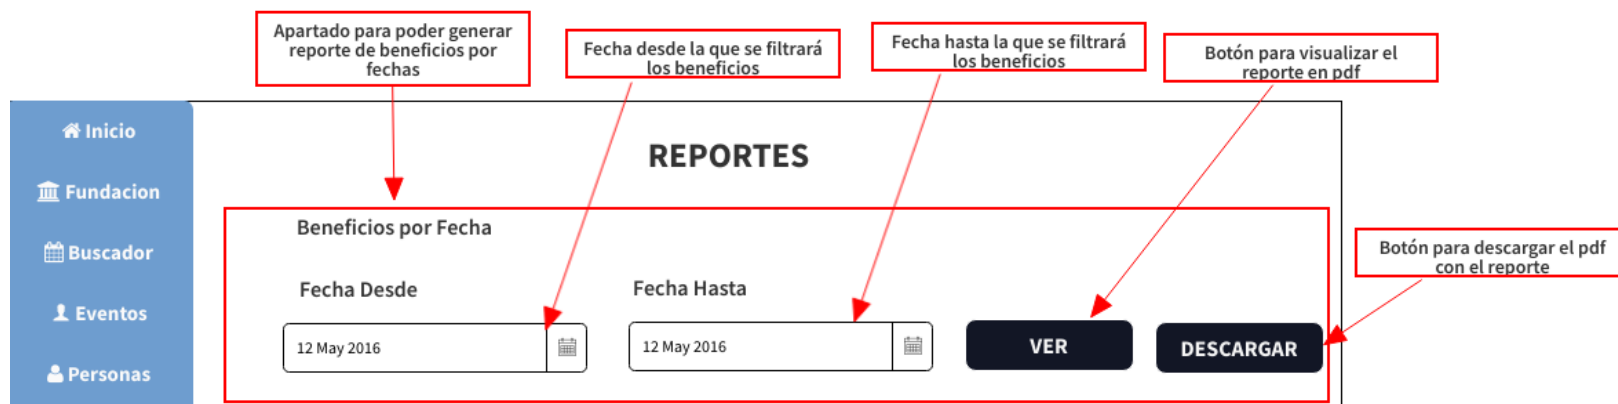 Apartado para poder generar
reporte de beneficios por
fechas
Fecha desde la que se filtrará
los beneficios
Fecha hasta la que se filtrará
los beneficios
Botón para visualizar el
reporte en pdf
Inicio
Fundacion
Buscador
Eventos
Personas
REPORTES
Beneficios por Fecha
Fecha Desde
Fecha Hasta
12 May 2016
12 May 2016
VER
DESCARGAR
Botón para descargar el pdf
con el reporte